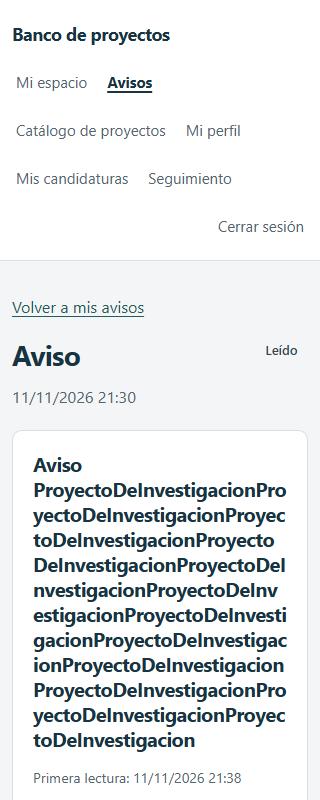 Banco de proyectos
Mi espacio Avisos
Catálogo de proyectos Mi perfil
Mis candidaturas Seguimiento
Cerrar sesión
Volver a mis avisos
Aviso Leído
11/11/2026 21:30
Aviso
ProyectoDeInvestigacionPro
yectoDeInvestigacionProyec
toDeInvestigacionProyecto
DeInvestigacionProyectoDeI
nvestigacionProyectoDeInv
estigacionProyectoDeInvesti
gacionProyectoDeInvestigac
ionProyectoDeInvestigacion
ProyectoDeInvestigacionPro
yectoDeInvestigacionProyec
toDeInvestigacion
Primera lectura: 11/11/2026 21:38